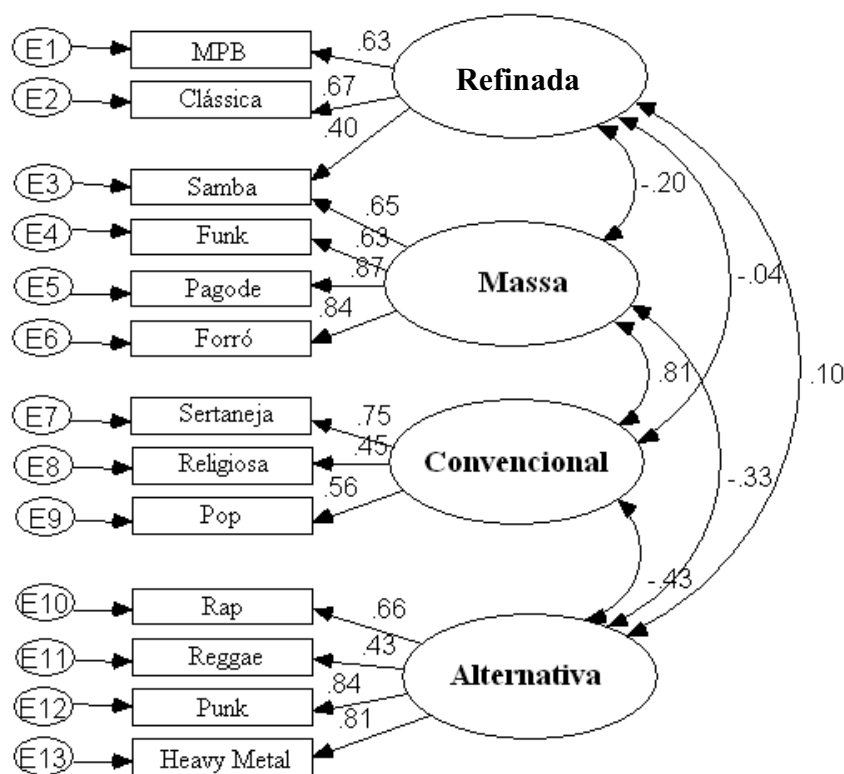 E1
MPB
.63
Refinada
E2
Clássica
.67
.40
E3
Samba
.65
-.20
E4
Funk
.63
E5
Pagode
.87
Massa
-.04
E6
Forró
.84
.81
.10
E7
Sertaneja
.75
E8
Religiosa
.45
Convencional
-.33
E9
Pop
.56
-.43
E10
Rap
.66
E11
Reggae
.43
Alternativa
E12
Punk
.84
E13
Heavy Metal
.81